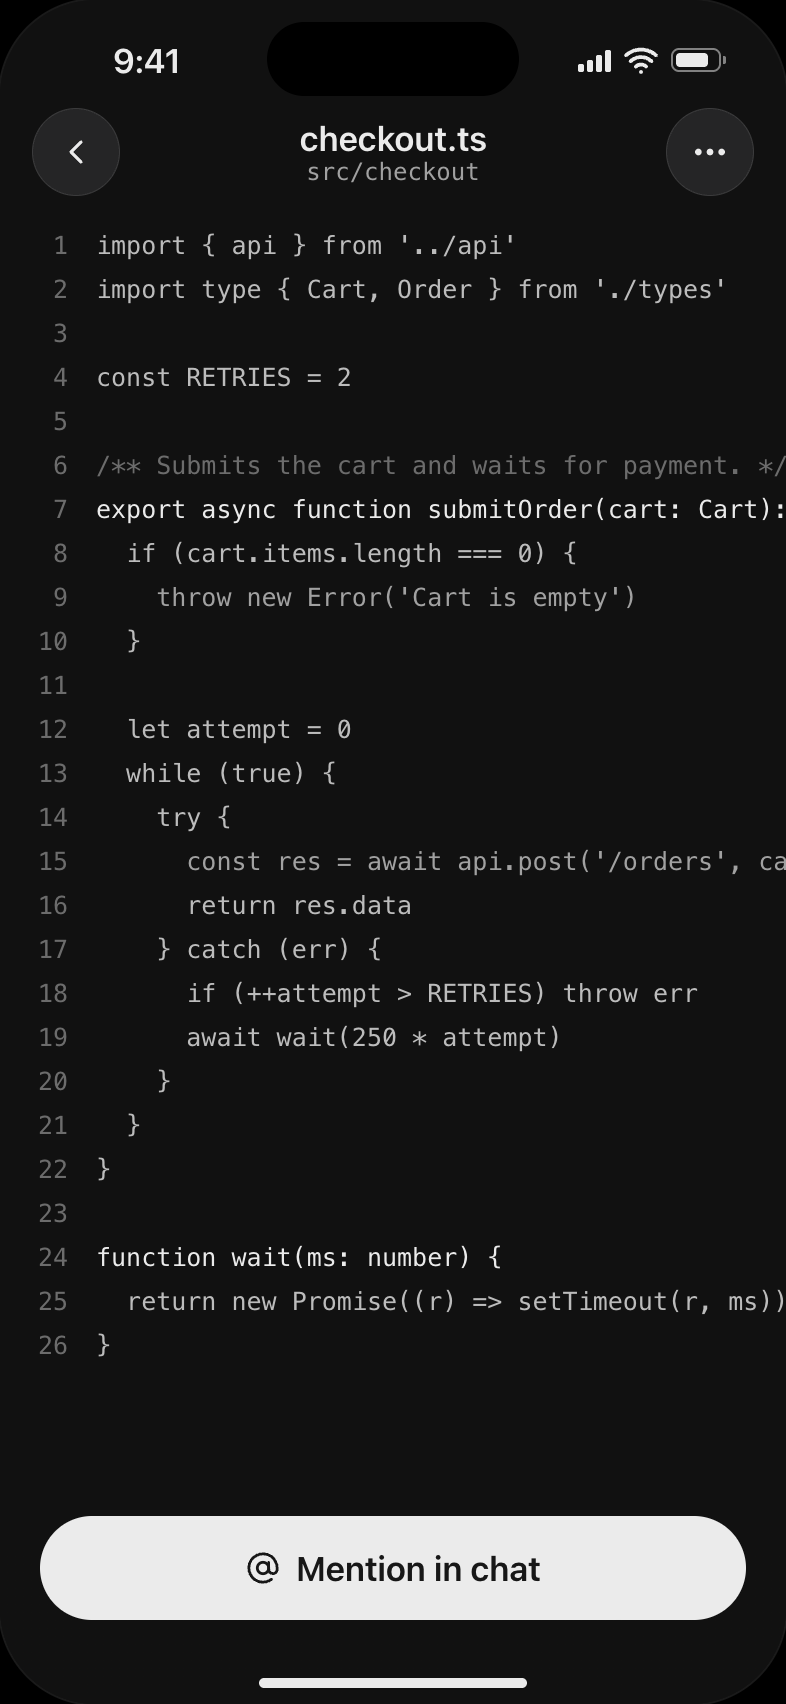 9:41
checkout.ts
src/checkout
1 import { api } from '../api'
2 import type { Cart, Order } from './types'
3
4 const RETRIES = 2
5
6 /** Submits the cart and waits for payment. */
7 export async function submitOrder(cart: Cart):
8   if (cart.items.length === 0) {
9     throw new Error('Cart is empty')
10   }
11
12   let attempt = 0
13   while (true) {
14     try {
15       const res = await api.post('/orders', ca
16       return res.data
17     } catch (err) {
18       if (++attempt > RETRIES) throw err
19       await wait(250 * attempt)
20     }
21   }
22 }
23
24 function wait(ms: number) {
25   return new Promise((r) => setTimeout(r, ms))
26 }
@ Mention in chat